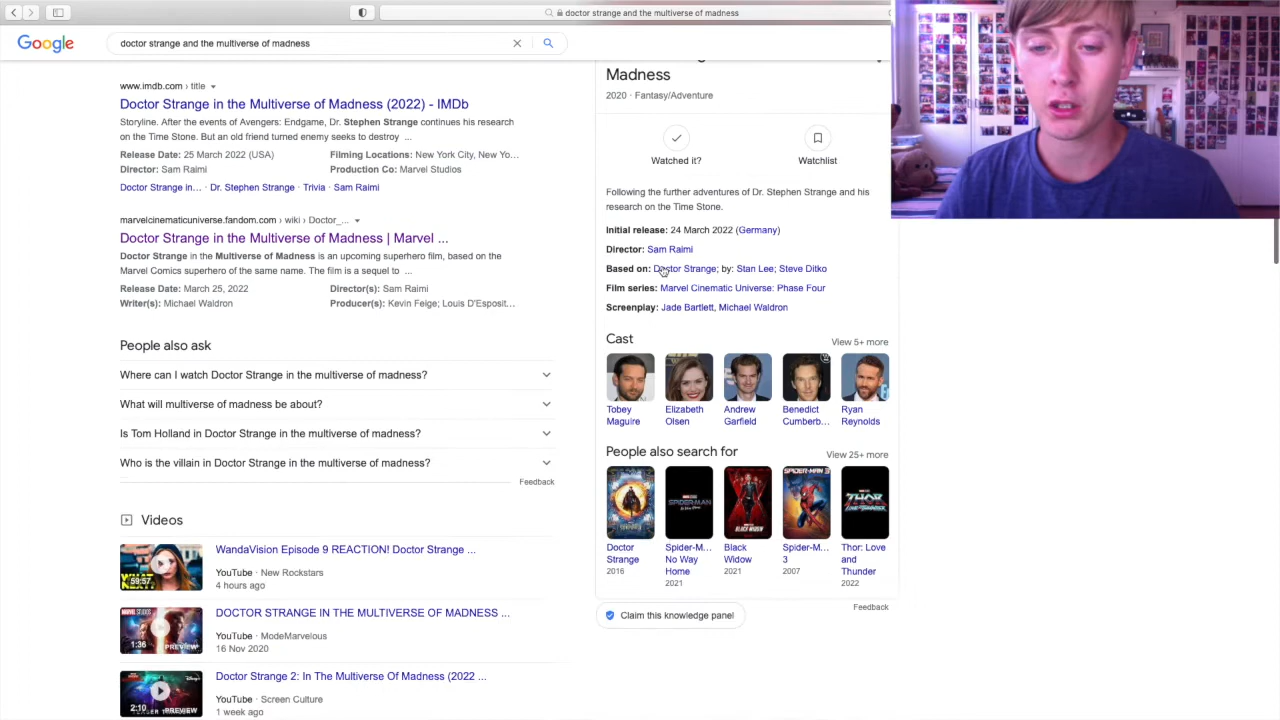 doctor strange and the multiverse of madness
Google
doctor strange and the multiverse of madness
www.imdb.com › title
Doctor Strange in the Multiverse of Madness (2022) - IMDb
Storyline. After the events of Avengers: Endgame, Dr. Stephen Strange continues his research
on the Time Stone. But an old friend turned enemy seeks to destroy ...
Release Date: 25 March 2022 (USA)
Filming Locations: New York City, New Yo...
Director: Sam Raimi
Production Co: Marvel Studios
Doctor Strange in... · Dr. Stephen Strange · Trivia · Sam Raimi
marvelcinematicuniverse.fandom.com › wiki › Doctor_...
Doctor Strange in the Multiverse of Madness | Marvel ...
Doctor Strange in the Multiverse of Madness is an upcoming superhero film, based on the
Marvel Comics superhero of the same name. The film is a sequel to ...
Release Date: March 25, 2022
Director(s): Sam Raimi
Writer(s): Michael Waldron
Producer(s): Kevin Feige; Louis D'Esposit...
People also ask
Where can I watch Doctor Strange in the multiverse of madness?
What will multiverse of madness be about?
Is Tom Holland in Doctor Strange in the multiverse of madness?
Who is the villain in Doctor Strange in the multiverse of madness?
Feedback
Videos
WandaVision Episode 9 REACTION! Doctor Strange ...
YouTube · New Rockstars
4 hours ago
58:57
DOCTOR STRANGE IN THE MULTIVERSE OF MADNESS ...
YouTube · ModeMarvelous
16 Nov 2020
1:36
PREVIEW
Doctor Strange 2: In The Multiverse Of Madness (2022 ...
YouTube · Screen Culture
1 week ago
2:10
PREVIEW
Madness
2020 · Fantasy/Adventure
Watched it?
Watchlist
Following the further adventures of Dr. Stephen Strange and his
research on the Time Stone.
Initial release: 24 March 2022 (Germany)
Director: Sam Raimi
Based on: Doctor Strange; by: Stan Lee; Steve Ditko
Film series: Marvel Cinematic Universe: Phase Four
Screenplay: Jade Bartlett, Michael Waldron
Cast
View 5+ more
Tobey
Maguire
Elizabeth
Olsen
Andrew
Garfield
Benedict
Cumberb...
Ryan
Reynolds
People also search for
View 25+ more
Doctor
Strange
2016
Spider-M...
No Way
Home
2021
Black
Widow
2021
Spider-M...
3
2007
Thor: Love
and
Thunder
2022
Feedback
Claim this knowledge panel